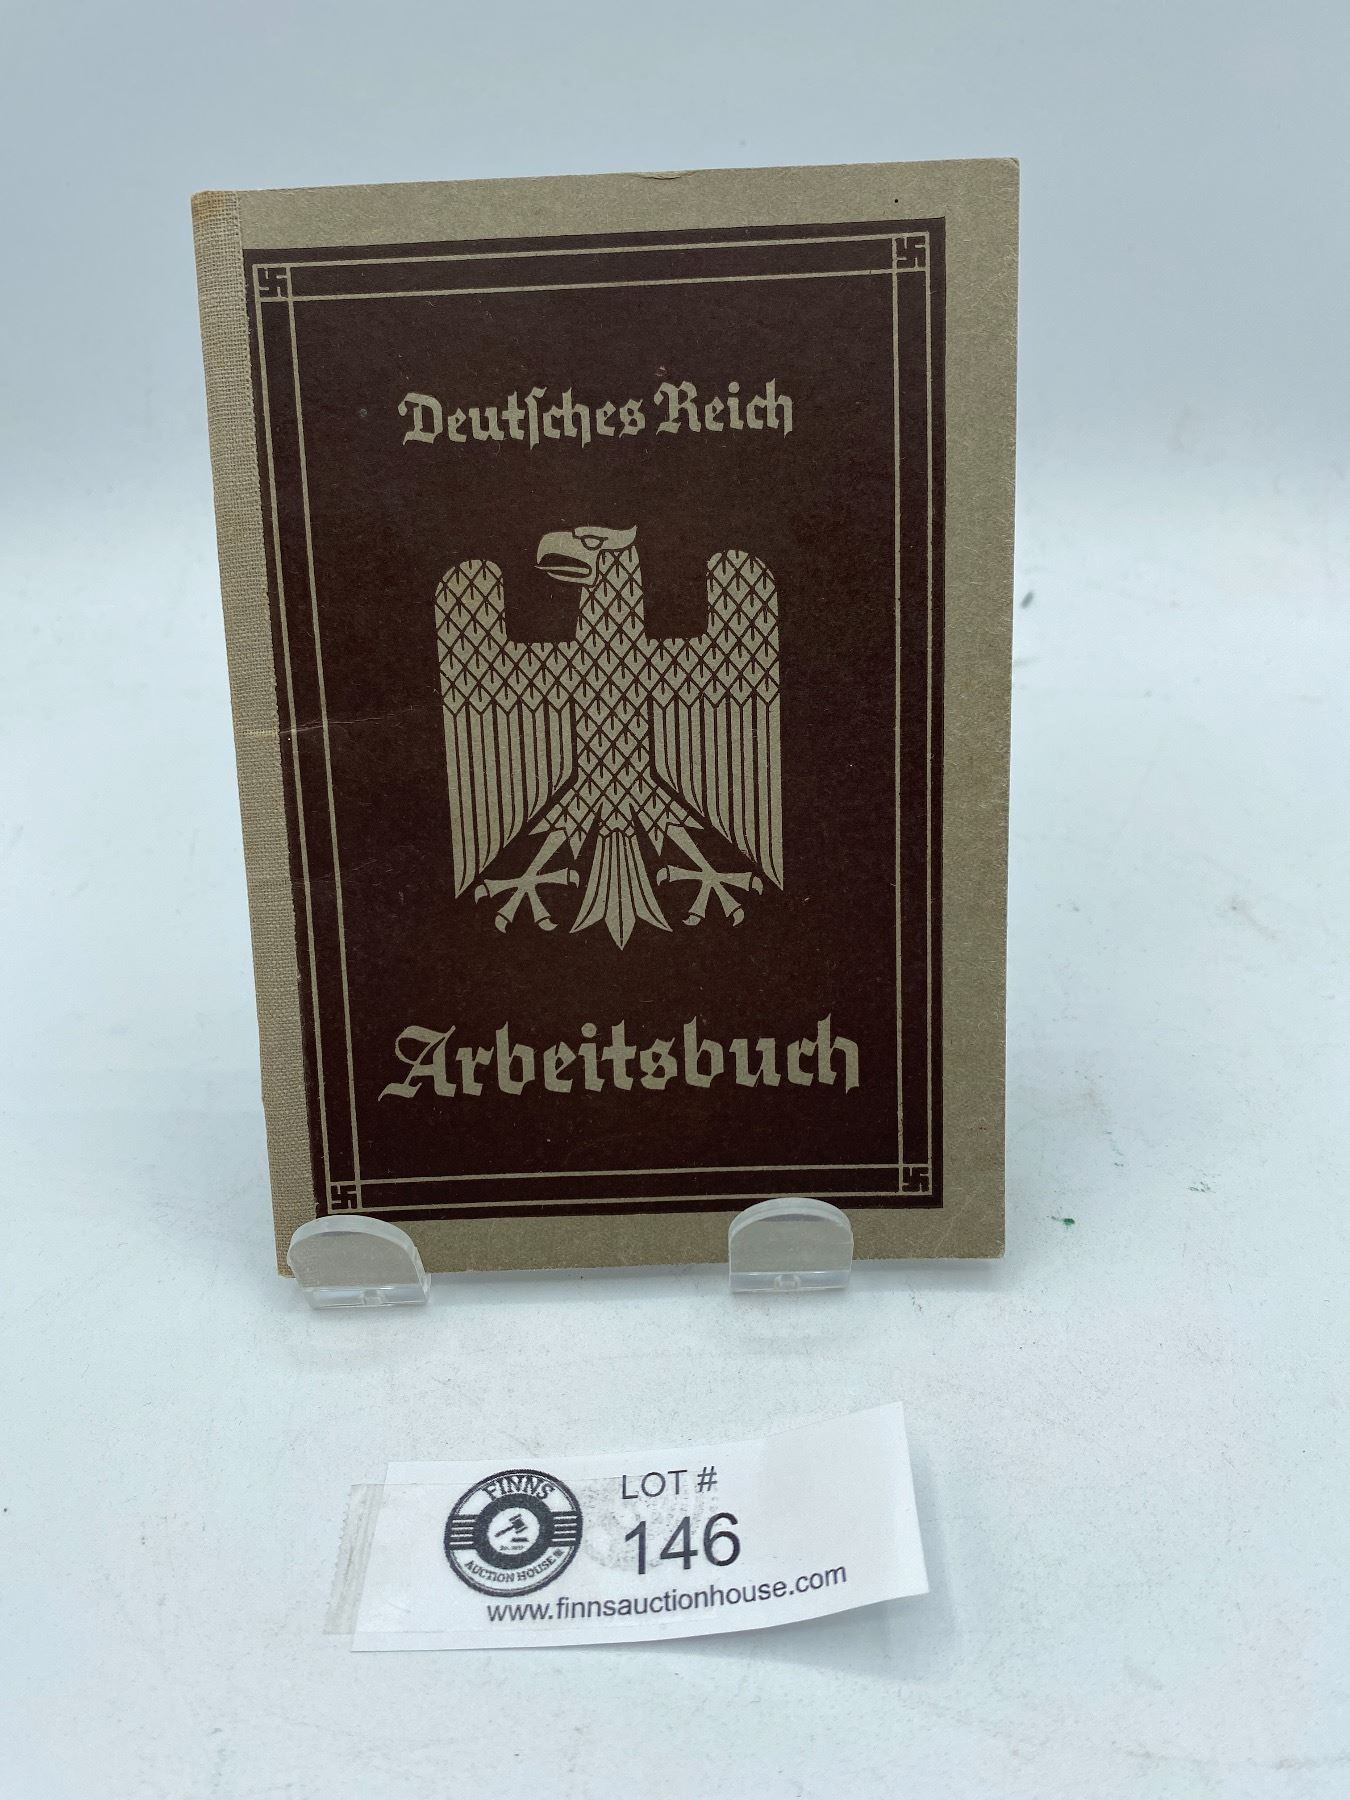 Deutſches Reich
Arbeitsbuch
FINNS
AUCTION HOUSE
LOT #
146
www.finnsauctionhouse.com